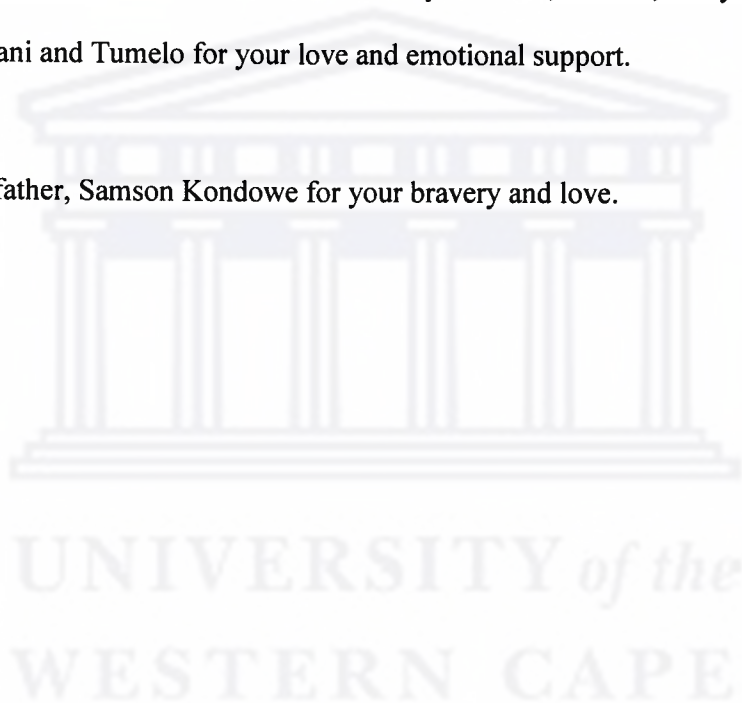 ani and Tumelo for your love and emotional support.
father, Samson Kondowe for your bravery and love.
UNIVERSITY of the
WESTERN CAPE